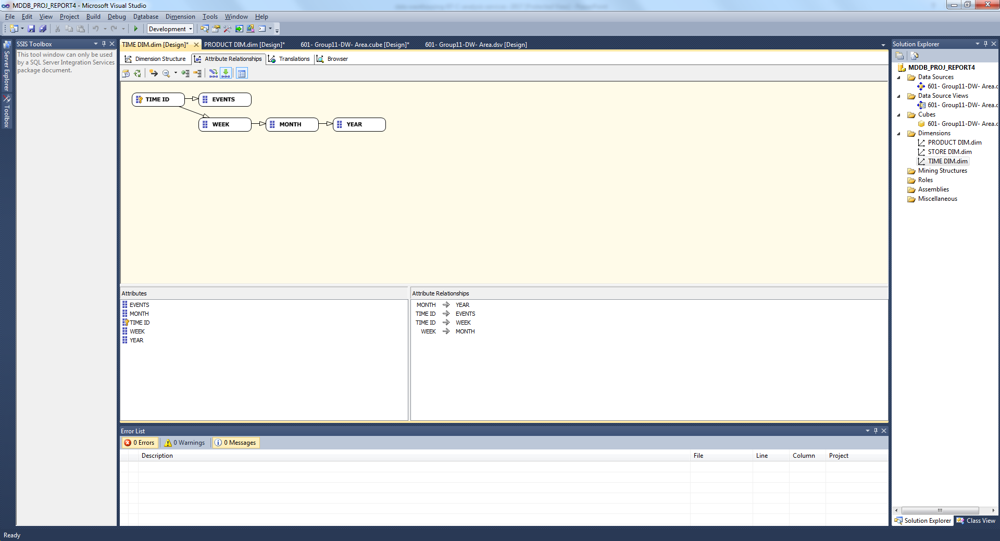 MDDB_PROJ_REPORT4 - Microsoft Visual Studio
File Edit View Project Build Debug Database Dimension Tools Window Help
Development
Server Explorer
Toolbox
SSIS Toolbox
This tool window can only be used
by a SQL Server Integration Services
package document.
TIME DIM.dim [Design]* PRODUCT DIM.dim [Design]* 601- Group11-DW- Area.cube [Design]* 601- Group11-DW- Area.dsv [Design]
Dimension Structure Attribute Relationships Translations Browser
TIME ID EVENTS
WEEK MONTH YEAR
Attributes
EVENTS
MONTH
TIME ID
WEEK
YEAR
Attribute Relationships
MONTH YEAR
TIME ID EVENTS
TIME ID WEEK
WEEK MONTH
Error List
0 Errors 0 Warnings 0 Messages
Description File Line Column Project
Solution Explorer
MDDB_PROJ_REPORT4
Data Sources
601- Group11-DW- Area.c
Data Source Views
601- Group11-DW- Area.c
Cubes
601- Group11-DW- Area.c
Dimensions
PRODUCT DIM.dim
STORE DIM.dim
TIME DIM.dim
Mining Structures
Roles
Assemblies
Miscellaneous
Solution Explorer Class View
Ready